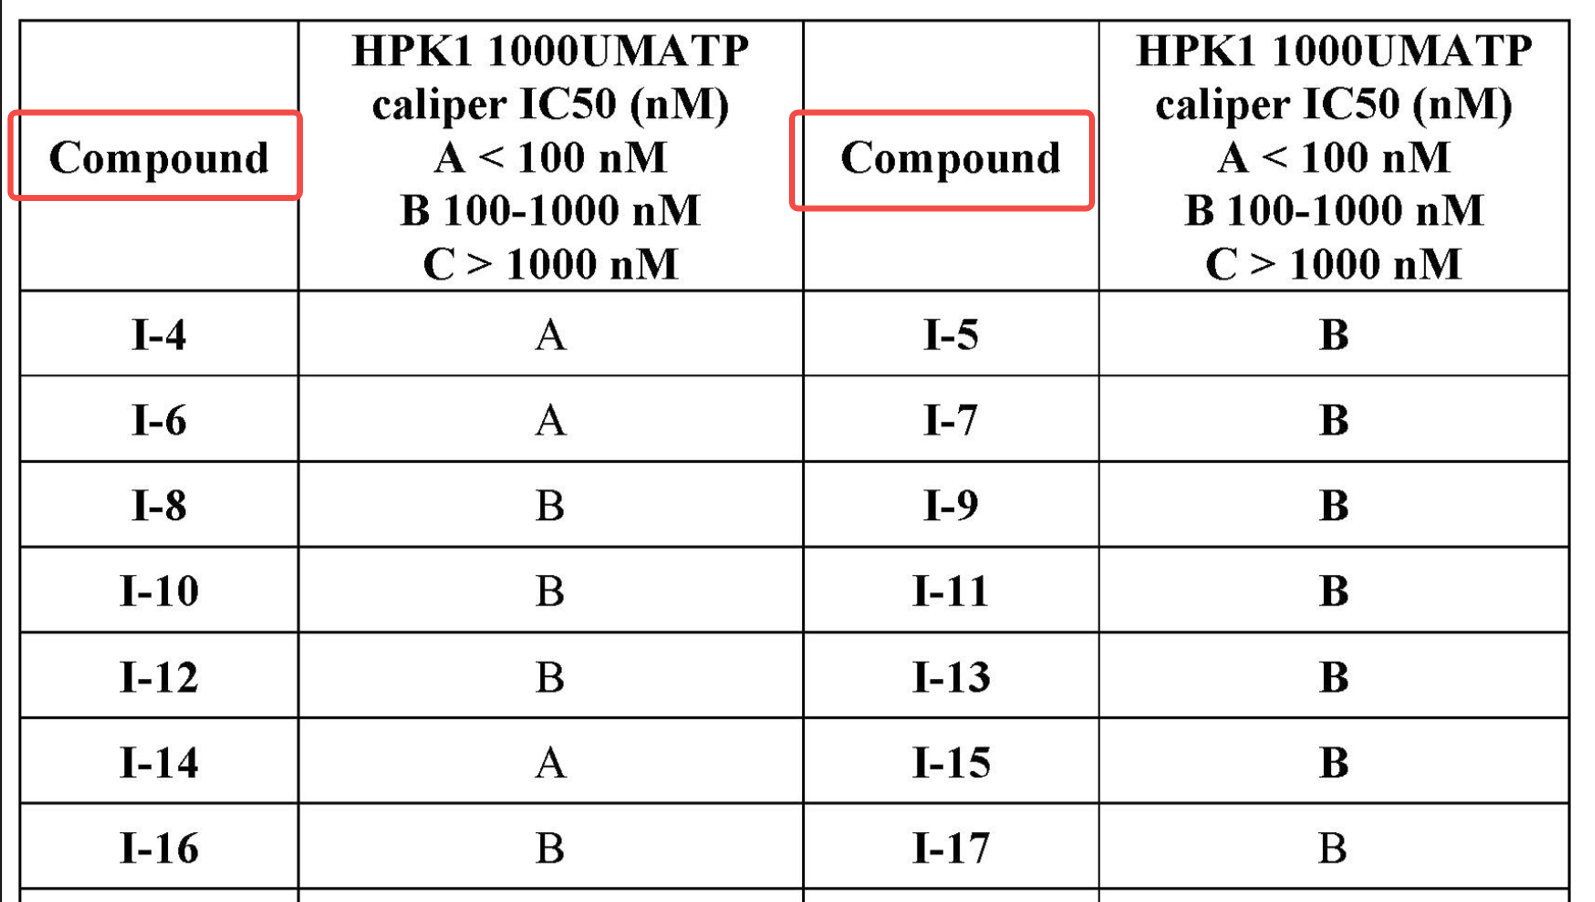 Compound
HPK1 1000UMATP
caliper IC50 (nM)
A < 100 nM
B 100-1000 nM
C > 1000 nM
Compound
HPK1 1000UMATP
caliper IC50 (nM)
A < 100 nM
B 100-1000 nM
C > 1000 nM
I-4 A I-5 B
I-6 A I-7 B
I-8 B I-9 B
I-10 B I-11 B
I-12 B I-13 B
I-14 A I-15 B
I-16 B I-17 B